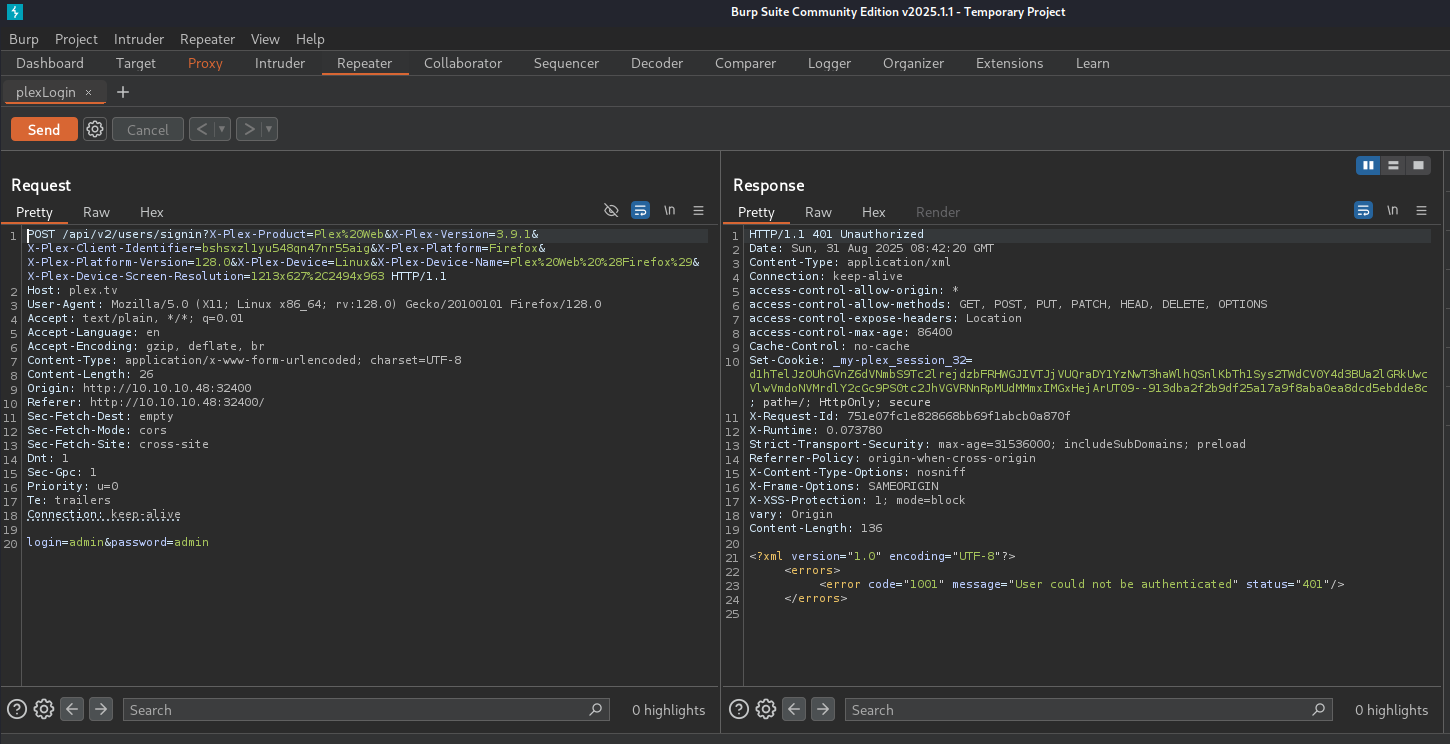 Burp Suite Community Edition v2025.1.1 - Temporary Project
Burp Project Intruder Repeater View Help
Dashboard Target Proxy Intruder Repeater Collaborator Sequencer Decoder Comparer Logger Organizer Extensions Learn
plexLogin × +
Send Cancel < >
Request
Pretty Raw Hex \n
1 POST /api/v2/users/signin?X-Plex-Product=Plex%20Web&X-Plex-Version=3.9.1&
X-Plex-Client-Identifier=bshsxzl1yu548qn47nr55aig&X-Plex-Platform=Firefox&
X-Plex-Platform-Version=128.0&X-Plex-Device=Linux&X-Plex-Device-Name=Plex%20Web%20%28Firefox%29&
X-Plex-Device-Screen-Resolution=1213x627%2C2494x963 HTTP/1.1
2 Host: plex.tv
3 User-Agent: Mozilla/5.0 (X11; Linux x86_64; rv:128.0) Gecko/20100101 Firefox/128.0
4 Accept: text/plain, */*; q=0.01
5 Accept-Language: en
6 Accept-Encoding: gzip, deflate, br
7 Content-Type: application/x-www-form-urlencoded; charset=UTF-8
8 Content-Length: 26
9 Origin: http://10.10.10.48:32400
10 Referer: http://10.10.10.48:32400/
11 Sec-Fetch-Dest: empty
12 Sec-Fetch-Mode: cors
13 Sec-Fetch-Site: cross-site
14 Dnt: 1
15 Sec-Gpc: 1
16 Priority: u=0
17 Te: trailers
18 Connection: keep-alive
19
20 login=admin&password=admin
Search 0 highlights
Response
Pretty Raw Hex Render \n
1 HTTP/1.1 401 Unauthorized
2 Date: Sun, 31 Aug 2025 08:42:20 GMT
3 Content-Type: application/xml
4 Connection: keep-alive
5 access-control-allow-origin: *
6 access-control-allow-methods: GET, POST, PUT, PATCH, HEAD, DELETE, OPTIONS
7 access-control-expose-headers: Location
8 access-control-max-age: 86400
9 Cache-Control: no-cache
10 Set-Cookie: _my-plex_session_32=
; path=/; HttpOnly; secure
11 X-Request-Id: 751e07fc1e828668bb69f1abcb0a870f
12 X-Runtime: 0.073780
13 Strict-Transport-Security: max-age=31536000; includeSubDomains; preload
14 Referrer-Policy: origin-when-cross-origin
15 X-Content-Type-Options: nosniff
16 X-Frame-Options: SAMEORIGIN
17 X-XSS-Protection: 1; mode=block
18 vary: Origin
19 Content-Length: 136
20
21 <?xml version="1.0" encoding="UTF-8"?>
22 <errors>
23 <error code="1001" message="User could not be authenticated" status="401"/>
24 </errors>
25
Search 0 highlights